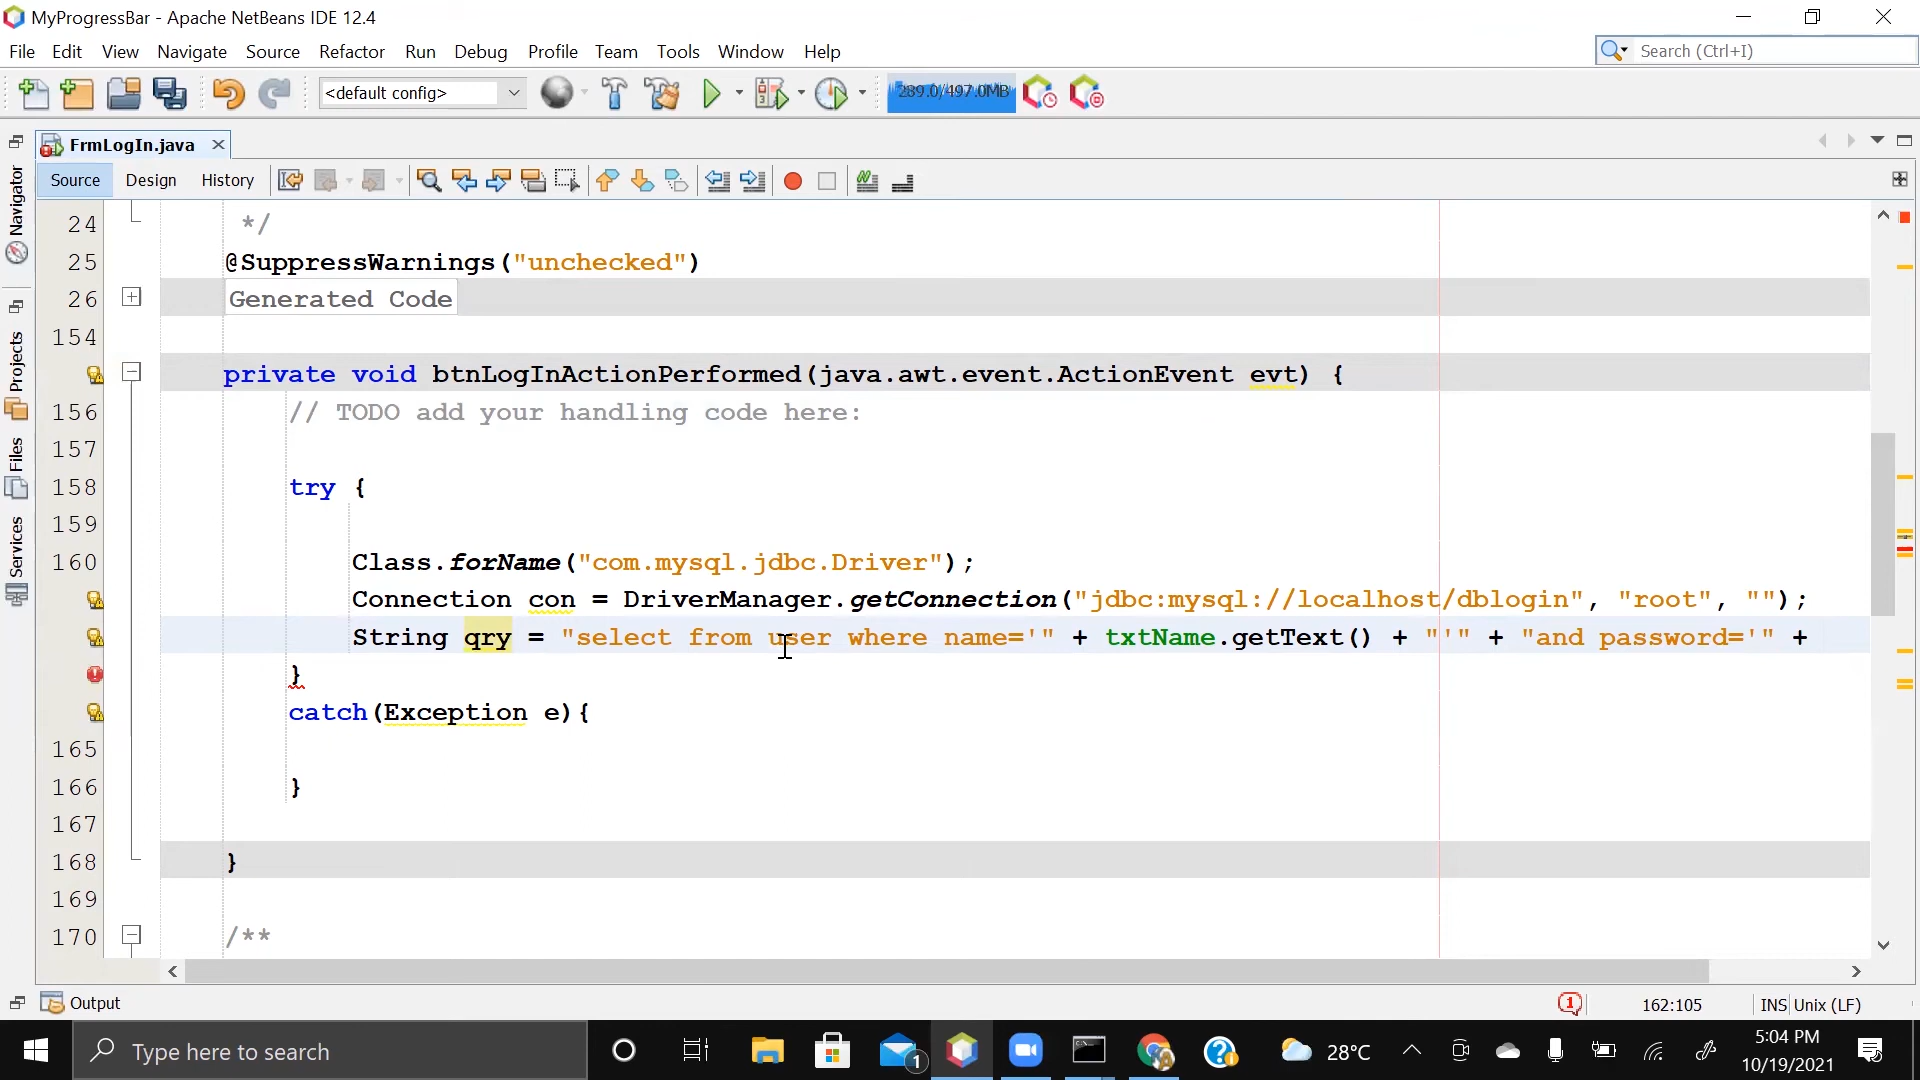 MyProgressBar - Apache NetBeans IDE 12.4
File Edit View Navigate Source Refactor Run Debug Profile Team Tools Window Help
Search (Ctrl+I)
<default config>
289.0/497.0MB
FrmLogIn.java
Source Design History
Navigator
Projects
Files
Services
24 */
25 @SuppressWarnings("unchecked")
26 Generated Code
154
private void btnLogInActionPerformed(java.awt.event.ActionEvent evt) {
156 // TODO add your handling code here:
157
158 try {
159
160 Class.forName("com.mysql.jdbc.Driver");
Connection con = DriverManager.getConnection("jdbc:mysql://localhost/dblogin", "root", "");
String qry = "select from user where name='" + txtName.getText() + "'" + "and password='" +
}
catch(Exception e){
165
166 }
167
168 }
169
170 /**
Output
1
162:105
INS
Unix (LF)
Type here to search
1
28°C
5:04 PM
10/19/2021